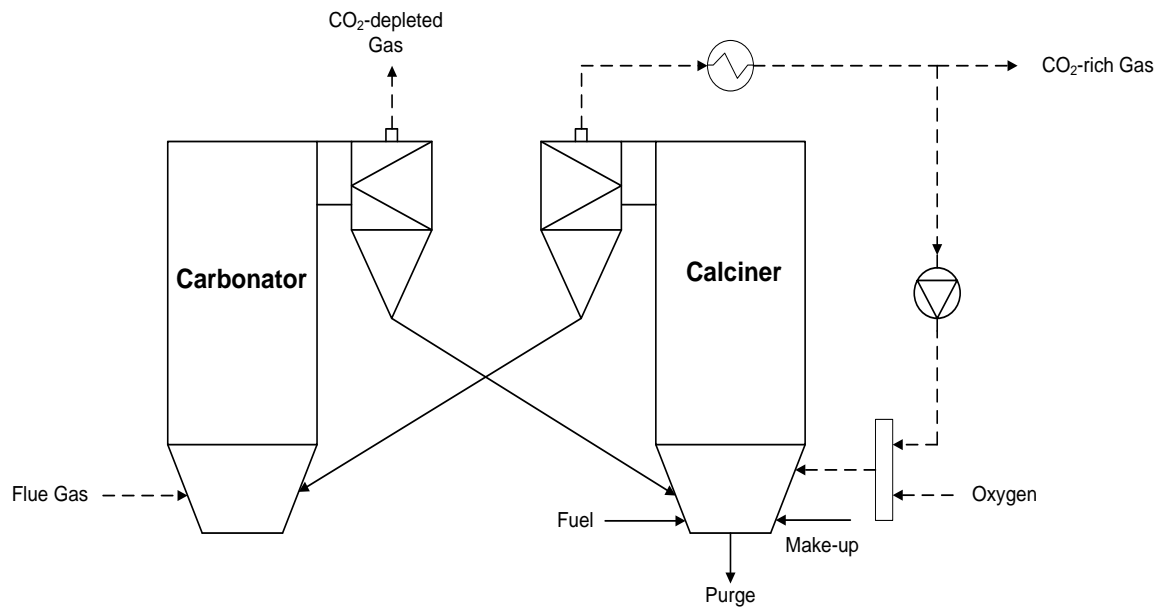 CO₂-depleted
Gas
CO₂-rich Gas
Carbonator
Calciner
Flue Gas
Oxygen
Fuel
Make-up
Purge